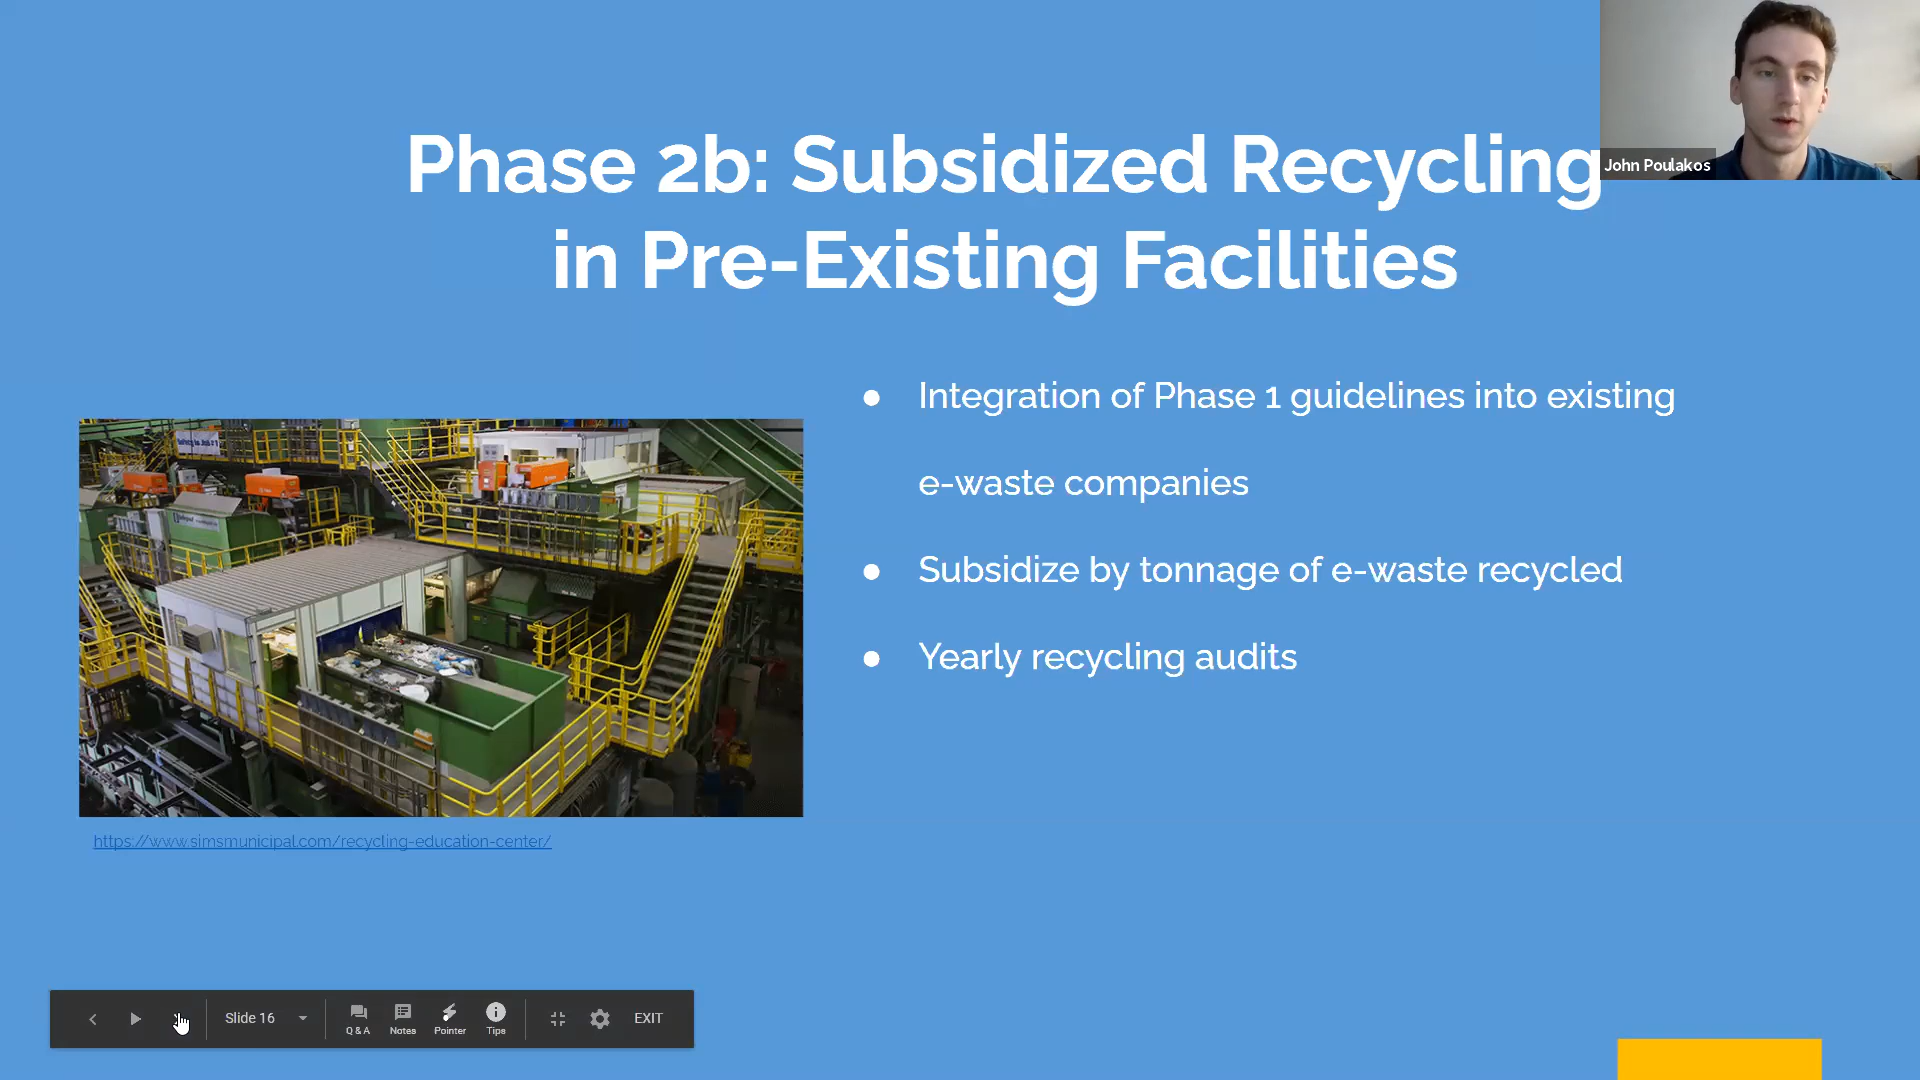 John Poulakos
Phase 2b: Subsidized Recycling
in Pre-Existing Facilities
● Integration of Phase 1 guidelines into existing
e-waste companies
● Subsidize by tonnage of e-waste recycled
● Yearly recycling audits
https://www.simsmunicipal.com/recycling-education-center/
Slide 16
Q & A
Notes
Pointer
Tips
EXIT